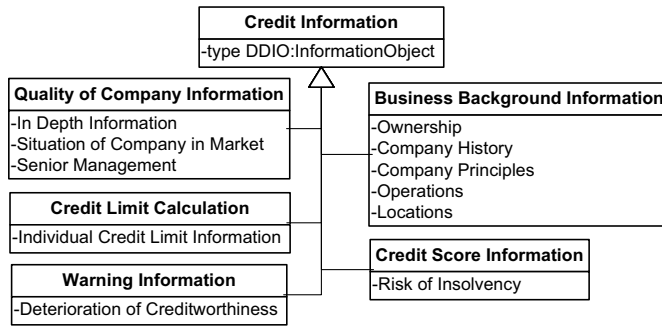 Credit Information
-type DDIO:InformationObject
Quality of Company Information
-In Depth Information
-Situation of Company in Market
-Senior Management
Business Background Information
-Ownership
-Company History
-Company Principles
-Operations
-Locations
Credit Limit Calculation
-Individual Credit Limit Information
Credit Score Information
-Risk of Insolvency
Warning Information
-Deterioration of Creditworthiness